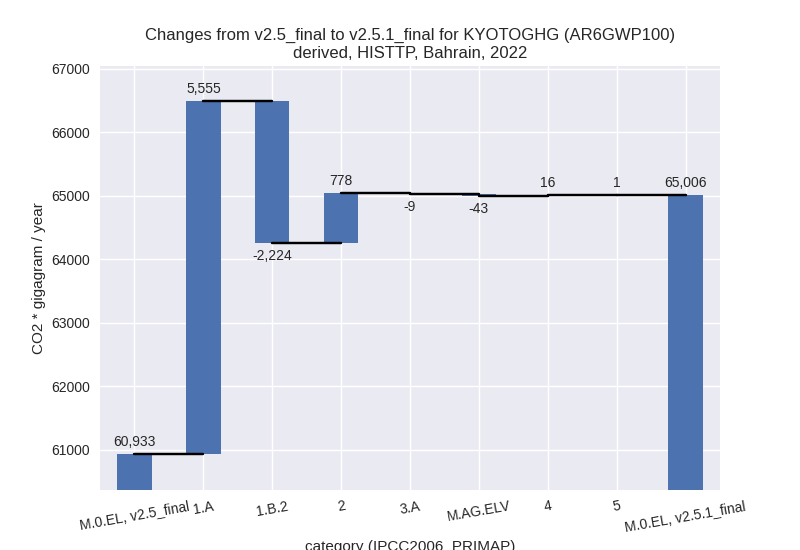 Changes from v2.5_final to v2.5.1_final for KYOTOGHG (AR6GWP100)
derived, HISTTP, Bahrain, 2022
67000
66000
65000
64000
63000
62000
61000
CO2 * gigagram / year
60,933
5,555
-2,224
778
-9
-43
16
1
65,006
M.0.EL, v2.5_final
1.A
1.B.2
2
3.A
M.AG.ELV
4
5
M.0.EL, v2.5.1_final
category (IPCC2006_PRIMAP)